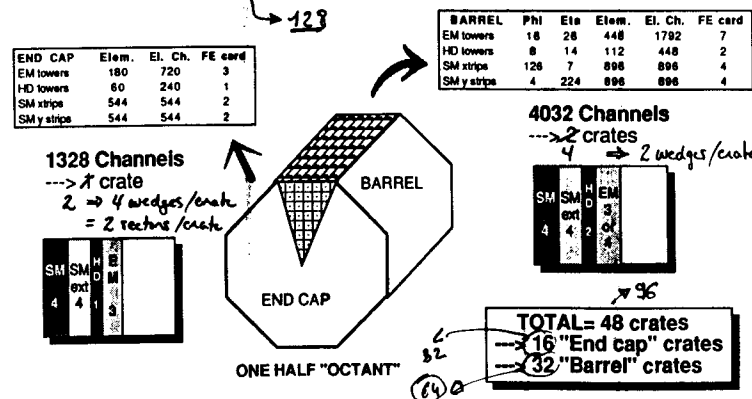 128
END CAP Elem. El. Ch. FE card
EM towers 180 720 3
HD towers 60 240 1
SM xtrips 544 544 2
SM y strips 544 544 2
BARREL Phi Eta Elem. El. Ch. FE card
EM towers 16 28 448 1792 7
HD towers 8 14 112 448 2
SM xstrips 126 7 896 896 4
SM y strips 4 224 896 896 4
1328 Channels
---> 1 crate
2 ⇒ 4 wedges/crate
= 2 sectors/crate
SM 4
SM ext 4
HD 1
EM 3
BARREL
END CAP
ONE HALF "OCTANT"
4032 Channels
---> 2 crates
4 ⇒ 2 wedges/crate
SM 4
SM ext 4
HD 2
EM 3 of
96
TOTAL= 48 crates
---> 16 "End cap" crates
32
---> 32 "Barrel" crates
64